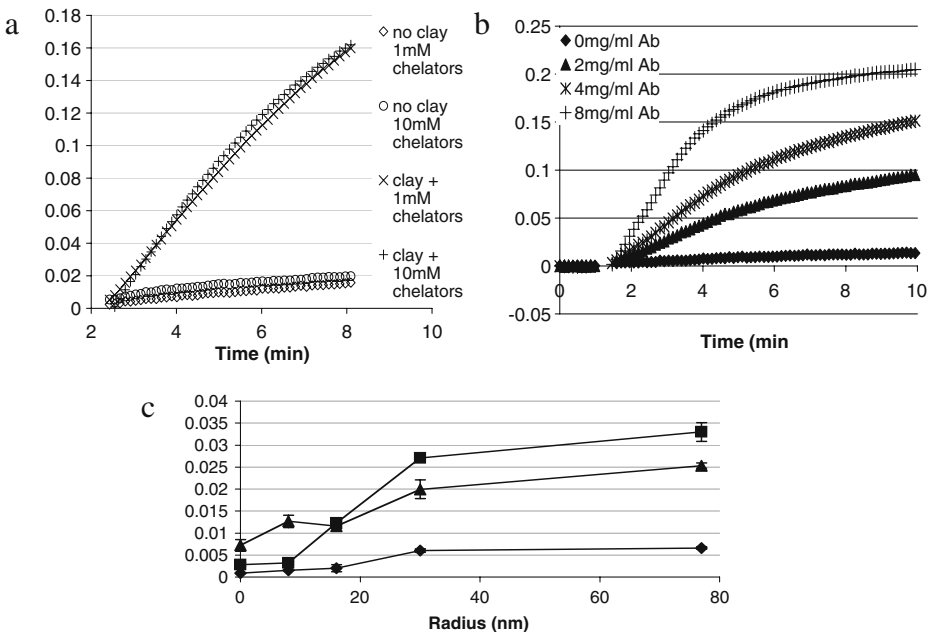 a
0.18
0.16
0.14
0.12
0.1
0.08
0.06
0.04
0.02
0
2
4
6
8
10
Time (min)
no clay
1mM
chelators
no clay
10mM
chelators
clay +
1mM
chelators
clay +
10mM
chelators
b
0.25
0.2
0.15
0.1
0.05
0
-0.05
0
2
4
6
8
10
Time (min
0mg/ml Ab
2mg/ml Ab
4mg/ml Ab
8mg/ml Ab
c
0.04
0.035
0.03
0.025
0.02
0.015
0.01
0.005
0
0
20
40
60
80
Radius (nm)